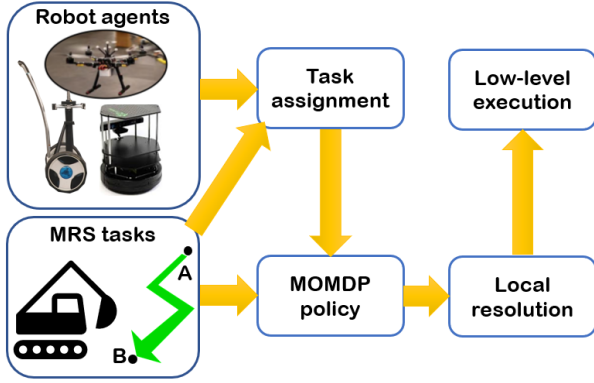 Robot agents
Task
assignment
Low-level
execution
MRS tasks
A
B
MOMDP
policy
Local
resolution